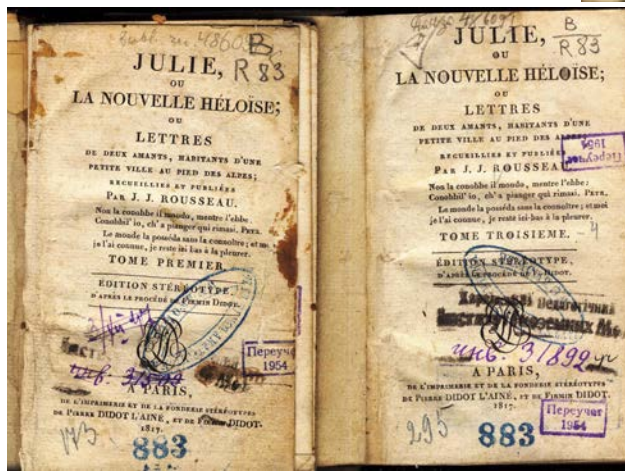 B
R 83
JULIE,
OU
LA NOUVELLE HÉLOÏSE;
OU
LETTRES
DE DEUX AMANTS, HABITANTS D'UNE
PETITE VILLE AU PIED DES ALPES;
RECUEILLIES ET PUBLIÉES
PAR J. J. ROUSSEAU.
Non la conobbe il mondo, mentre l'ebbe:
Conobbil' io, ch' a pianger qui rimasi. PETR.
Le monde la posséda sans la connoître; et moi
je l'ai connue, je reste ici-bas à la pleurer.
TOME PREMIER.
ÉDITION STÉRÉOTYPE,
D'APRÈS LE PROCÉDÉ DE FIRMIN DIDOT.
Переучет
1954
инв.
A PARIS,
DE L'IMPRIMERIE ET DE LA FONDERIE STÉRÉOTYPES
DE PIERRE DIDOT L'AINÉ, ET DE FIRMIN DIDOT.
1817.
883
B
R 83
JULIE,
OU
LA NOUVELLE HÉLOÏSE;
OU
LETTRES
DE DEUX AMANTS, HABITANTS D'UNE
PETITE VILLE AU PIED DES ALPES;
RECUEILLIES ET PUBLIÉES
PAR J. J. ROUSSEAU.
Переучет
1954
Non la conobbe il mondo, mentre l'ebbe:
Conobbil' io, ch' a pianger qui rimasi. PETR.
Le monde la posséda sans la connoître; et moi
je l'ai connue, je reste ici-bas à la pleurer.
TOME TROISIEME. - 4
ÉDITION STÉRÉOTYPE,
D'APRÈS LE PROCÉDÉ DE F. DIDOT.
инв. 31892
A PARIS,
DE L'IMPRIMERIE ET DE LA FONDERIE STÉRÉOTYPES
DE PIERRE DIDOT L'AINÉ, ET DE FIRMIN DIDOT.
1817.
Переучет
1954
295
883